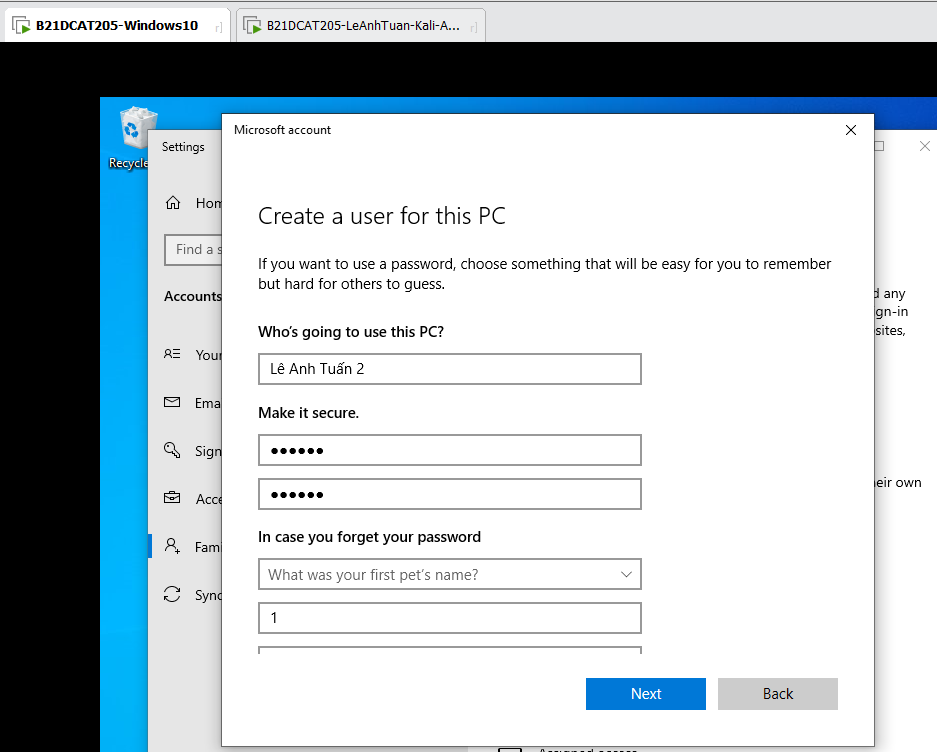 B21DCAT205-Windows10
B21DCAT205-LeAnhTuan-Kali-A...
Recycle
Settings
Microsoft account
Hom
Find a s
Accounts
Your
Ema
Sign
Acce
Fami
Sync
Create a user for this PC
If you want to use a password, choose something that will be easy for you to remember
but hard for others to guess.
Who's going to use this PC?
Lê Anh Tuấn 2
Make it secure.
In case you forget your password
What was your first pet's name?
1
Next
Back
d any
gn-in
sites,
eir own
Assigned access